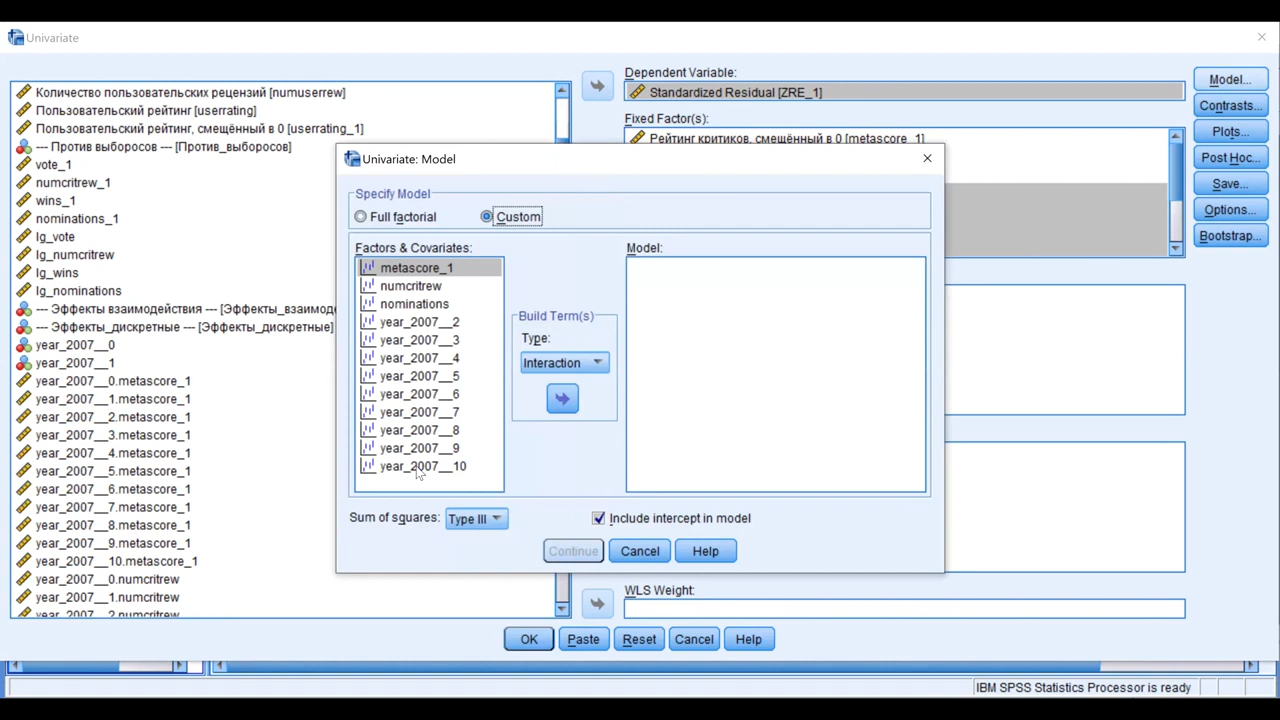 Univariate
Количество пользовательских рецензий [numuserrew]
Пользовательский рейтинг [userrating]
Пользовательский рейтинг, смещённый в 0 [userrating_1]
--- Против выборосов --- [Против_выборосов]
vote_1
numcritrew_1
wins_1
nominations_1
lg_vote
lg_numcritrew
lg_wins
lg_nominations
--- Эффекты взаимодействия --- [Эффекты_взаимод
--- Эффекты_дискретные --- [Эффекты_дискретные]
year_2007__0
year_2007__1
year_2007__0.metascore_1
year_2007__1.metascore_1
year_2007__2.metascore_1
year_2007__3.metascore_1
year_2007__4.metascore_1
year_2007__5.metascore_1
year_2007__6.metascore_1
year_2007__7.metascore_1
year_2007__8.metascore_1
year_2007__9.metascore_1
year_2007__10.metascore_1
year_2007__0.numcritrew
year_2007__1.numcritrew
year_2007__2.numcritrew
Dependent Variable:
Standardized Residual [ZRE_1]
Fixed Factor(s):
Рейтинг критиков, смещённый в 0 [metascore_1]
Model...
Contrasts...
Plots...
Post Hoc...
Save...
Options...
Bootstrap...
Univariate: Model
Specify Model
Full factorial
Custom
Factors & Covariates:
metascore_1
numcritrew
nominations
year_2007__2
year_2007__3
year_2007__4
year_2007__5
year_2007__6
year_2007__7
year_2007__8
year_2007__9
year_2007__10
Build Term(s)
Type:
Interaction
Model:
Sum of squares: Type III
Include intercept in model
Continue Cancel Help
WLS Weight:
OK Paste Reset Cancel Help
IBM SPSS Statistics Processor is ready